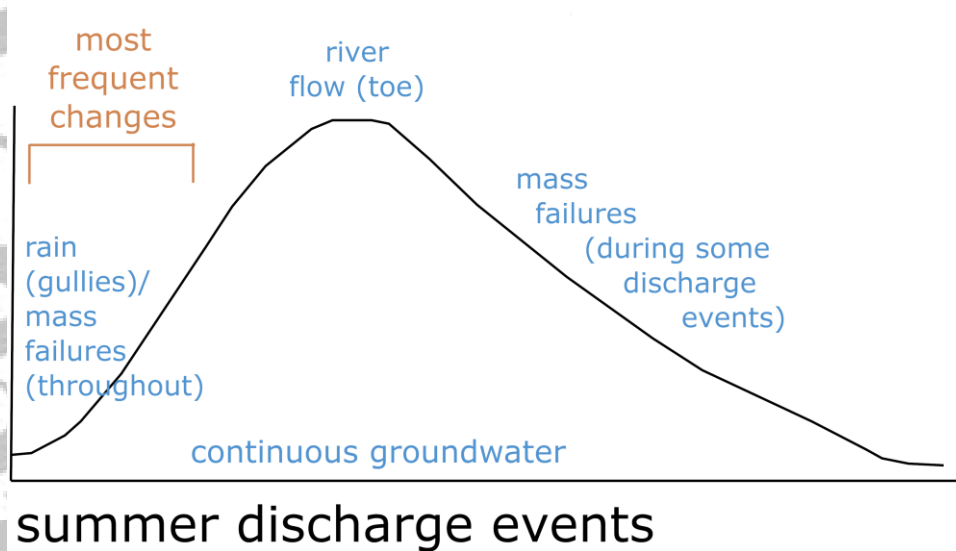 most
frequent
changes
river
flow (toe)
mass
failures
(during some
discharge
events)
rain
(gullies)/
mass
failures
(throughout)
continuous groundwater
summer discharge events